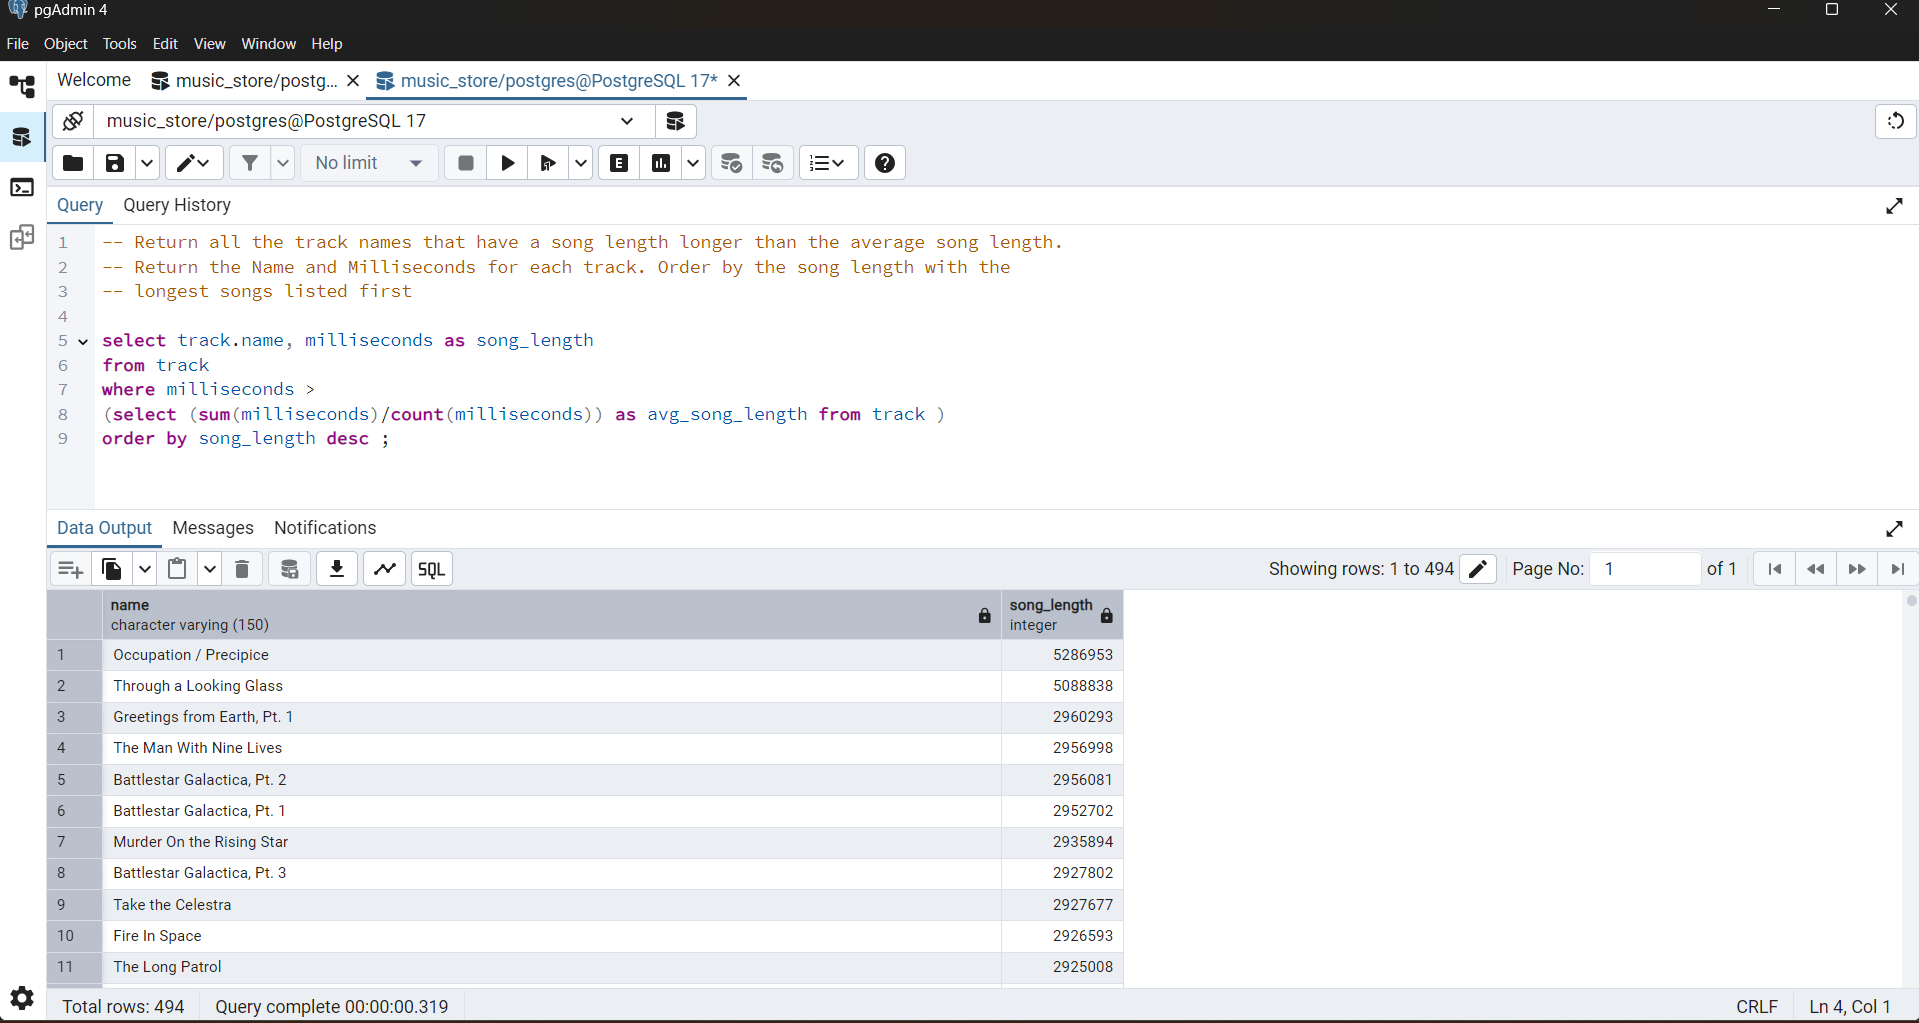 pgAdmin 4
File Object Tools Edit View Window Help
Welcome music_store/postg... music_store/postgres@PostgreSQL 17*
music_store/postgres@PostgreSQL 17
No limit E
Query Query History
1 -- Return all the track names that have a song length longer than the average song length.
2 -- Return the Name and Milliseconds for each track. Order by the song length with the
3 -- longest songs listed first
4
5 select track.name, milliseconds as song_length
6 from track
7 where milliseconds >
8 (select (sum(milliseconds)/count(milliseconds)) as avg_song_length from track )
9 order by song_length desc ;
Data Output Messages Notifications
SQL Showing rows: 1 to 494 Page No: 1 of 1
name song_length
character varying (150) integer
1 Occupation / Precipice 5286953
2 Through a Looking Glass 5088838
3 Greetings from Earth, Pt. 1 2960293
4 The Man With Nine Lives 2956998
5 Battlestar Galactica, Pt. 2 2956081
6 Battlestar Galactica, Pt. 1 2952702
7 Murder On the Rising Star 2935894
8 Battlestar Galactica, Pt. 3 2927802
9 Take the Celestra 2927677
10 Fire In Space 2926593
11 The Long Patrol 2925008
Total rows: 494 Query complete 00:00:00.319 CRLF Ln 4, Col 1